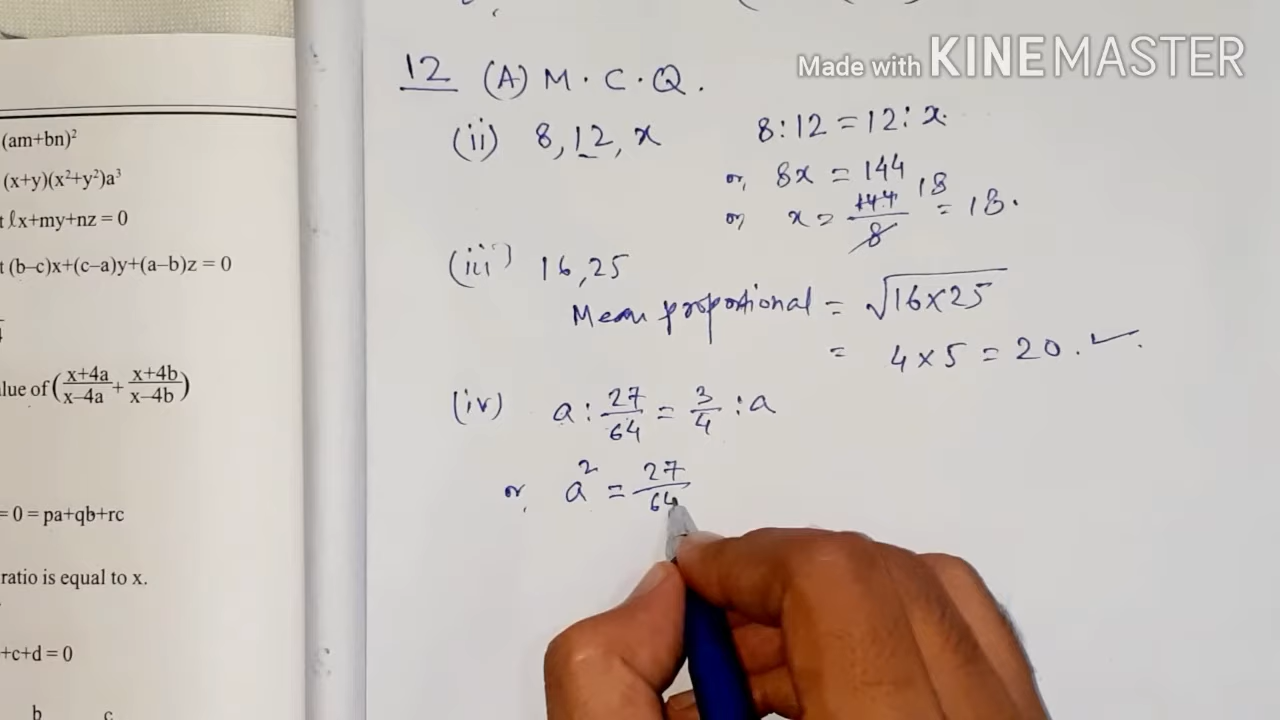 Made with KINEMASTER
(am+bn)²
(x+y)(x²+y²)a³
ℓx+my+nz = 0
(b–c)x+(c–a)y+(a–b)z = 0
lue of (x+4a/x–4a + x+4b/x–4b)
= 0 = pa+qb+rc
ratio is equal to x.
+c+d = 0
b c
12 (A) M.C.Q.
(ii) 8, 12, x 8:12 = 12:x.
or, 8x = 144
or x = 144/8 18 = 18.
(iii) 16, 25
Mean proportional = √16×25
= 4×5 = 20. ✓
(iv) a : 27/64 = 3/4 : a
or, a² = 27/64